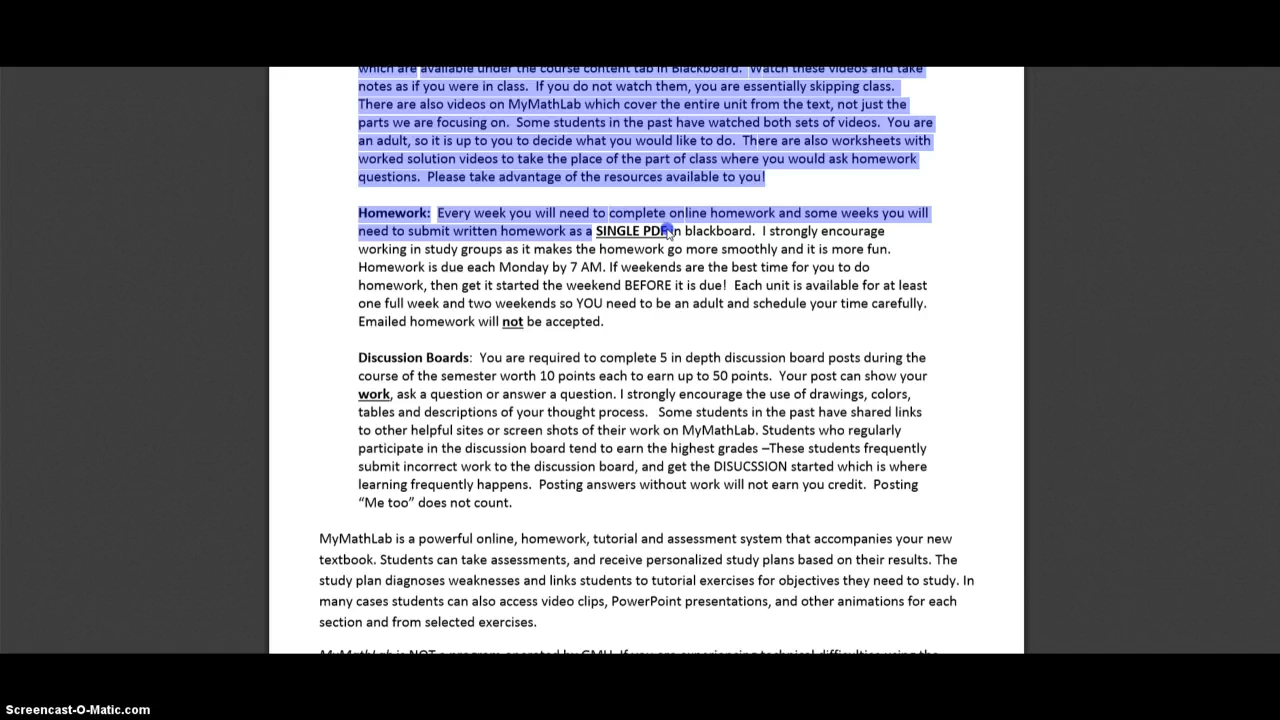 which are available under the course content tab in Blackboard.  Watch these videos and take
notes as if you were in class.  If you do not watch them, you are essentially skipping class.
There are also videos on MyMathLab which cover the entire unit from the text, not just the
parts we are focusing on.  Some students in the past have watched both sets of videos.  You are
an adult, so it is up to you to decide what you would like to do.  There are also worksheets with
worked solution videos to take the place of the part of class where you would ask homework
questions.  Please take advantage of the resources available to you!
Homework:  Every week you will need to complete online homework and some weeks you will
need to submit written homework as a SINGLE PDF in blackboard.  I strongly encourage
working in study groups as it makes the homework go more smoothly and it is more fun.
Homework is due each Monday by 7 AM. If weekends are the best time for you to do
homework, then get it started the weekend BEFORE it is due!  Each unit is available for at least
one full week and two weekends so YOU need to be an adult and schedule your time carefully.
Emailed homework will not be accepted.
Discussion Boards:  You are required to complete 5 in depth discussion board posts during the
course of the semester worth 10 points each to earn up to 50 points.  Your post can show your
work, ask a question or answer a question. I strongly encourage the use of drawings, colors,
tables and descriptions of your thought process.   Some students in the past have shared links
to other helpful sites or screen shots of their work on MyMathLab. Students who regularly
participate in the discussion board tend to earn the highest grades –These students frequently
submit incorrect work to the discussion board, and get the DISUCSSION started which is where
learning frequently happens.  Posting answers without work will not earn you credit.  Posting
“Me too” does not count.
MyMathLab is a powerful online, homework, tutorial and assessment system that accompanies your new
textbook. Students can take assessments, and receive personalized study plans based on their results. The
study plan diagnoses weaknesses and links students to tutorial exercises for objectives they need to study. In
many cases students can also access video clips, PowerPoint presentations, and other animations for each
section and from selected exercises.
MyMathLab is NOT a program operated by GMU. If you are experiencing technical difficulties using the
Screencast-O-Matic.com